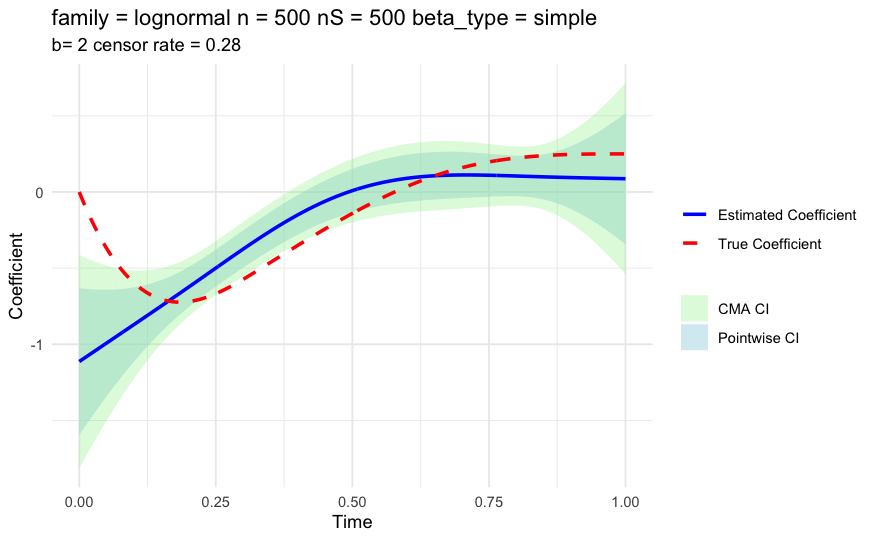 family = lognormal n = 500 nS = 500 beta_type = simple
b= 2 censor rate = 0.28
Coefficient
0
-1
0.00
0.25
0.50
0.75
1.00
Time
Estimated Coefficient
True Coefficient
CMA CI
Pointwise CI